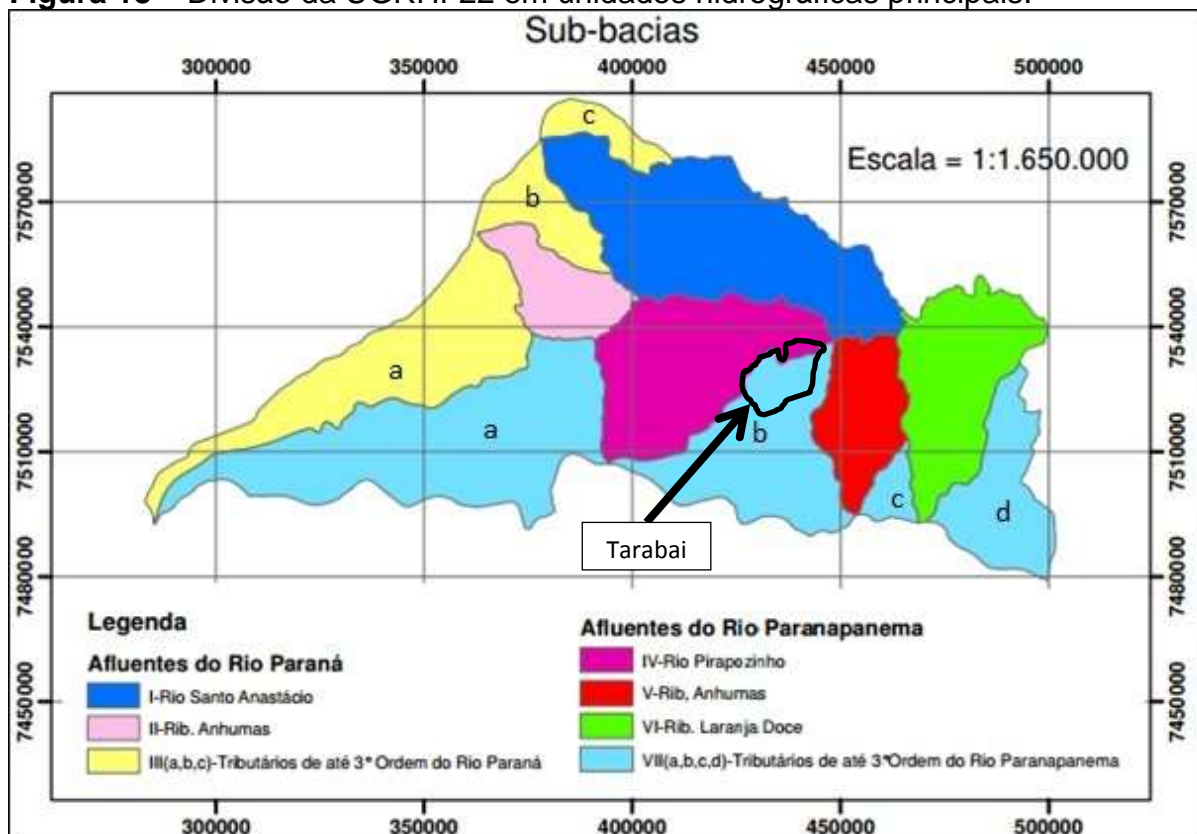 Figura 13 – Divisão da UGRHI 22 em unidades hidrográficas principais.
Sub-bacias
300000 350000 400000 450000 500000
Escala = 1:1.650.000
7570000 7570000
7540000 7540000
7510000 7510000
7480000 7480000
7450000 7450000
c
b
a
a
b
c
d
Tarabai
Legenda
Afluentes do Rio Paraná
I-Rio Santo Anastácio
II-Rib. Anhumas
III(a,b,c)-Tributários de até 3ª Ordem do Rio Paraná
Afluentes do Rio Paranapanema
IV-Rio Pirapozinho
V-Rib, Anhumas
VI-Rib. Laranja Doce
VII(a,b,c,d)-Tributários de até 3ªOrdem do Rio Paranapanema
300000 350000 400000 450000 500000